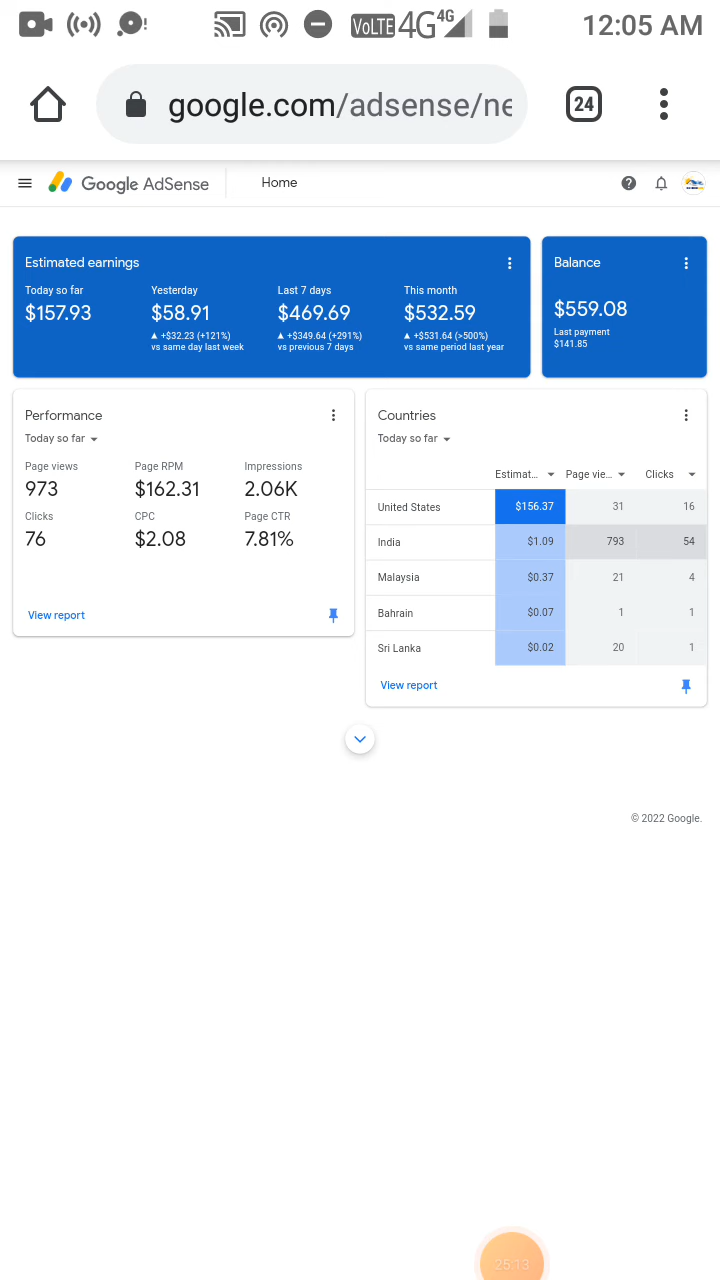 VoLTE 4G 4G 12:05 AM
google.com/adsense/ne
24
Google AdSense Home
Estimated earnings
Today so far Yesterday Last 7 days This month
$157.93 $58.91 $469.69 $532.59
+$32.23 (+121%) +$349.64 (+291%) +$531.64 (>500%)
vs same day last week vs previous 7 days vs same period last year
Balance
$559.08
Last payment
$141.85
Performance
Today so far
Page views Page RPM Impressions
973 $162.31 2.06K
Clicks CPC Page CTR
76 $2.08 7.81%
View report
Countries
Today so far
Estimat... Page vie... Clicks
United States $156.37 31 16
India $1.09 793 54
Malaysia $0.37 21 4
Bahrain $0.07 1 1
Sri Lanka $0.02 20 1
View report
© 2022 Google.
25:13